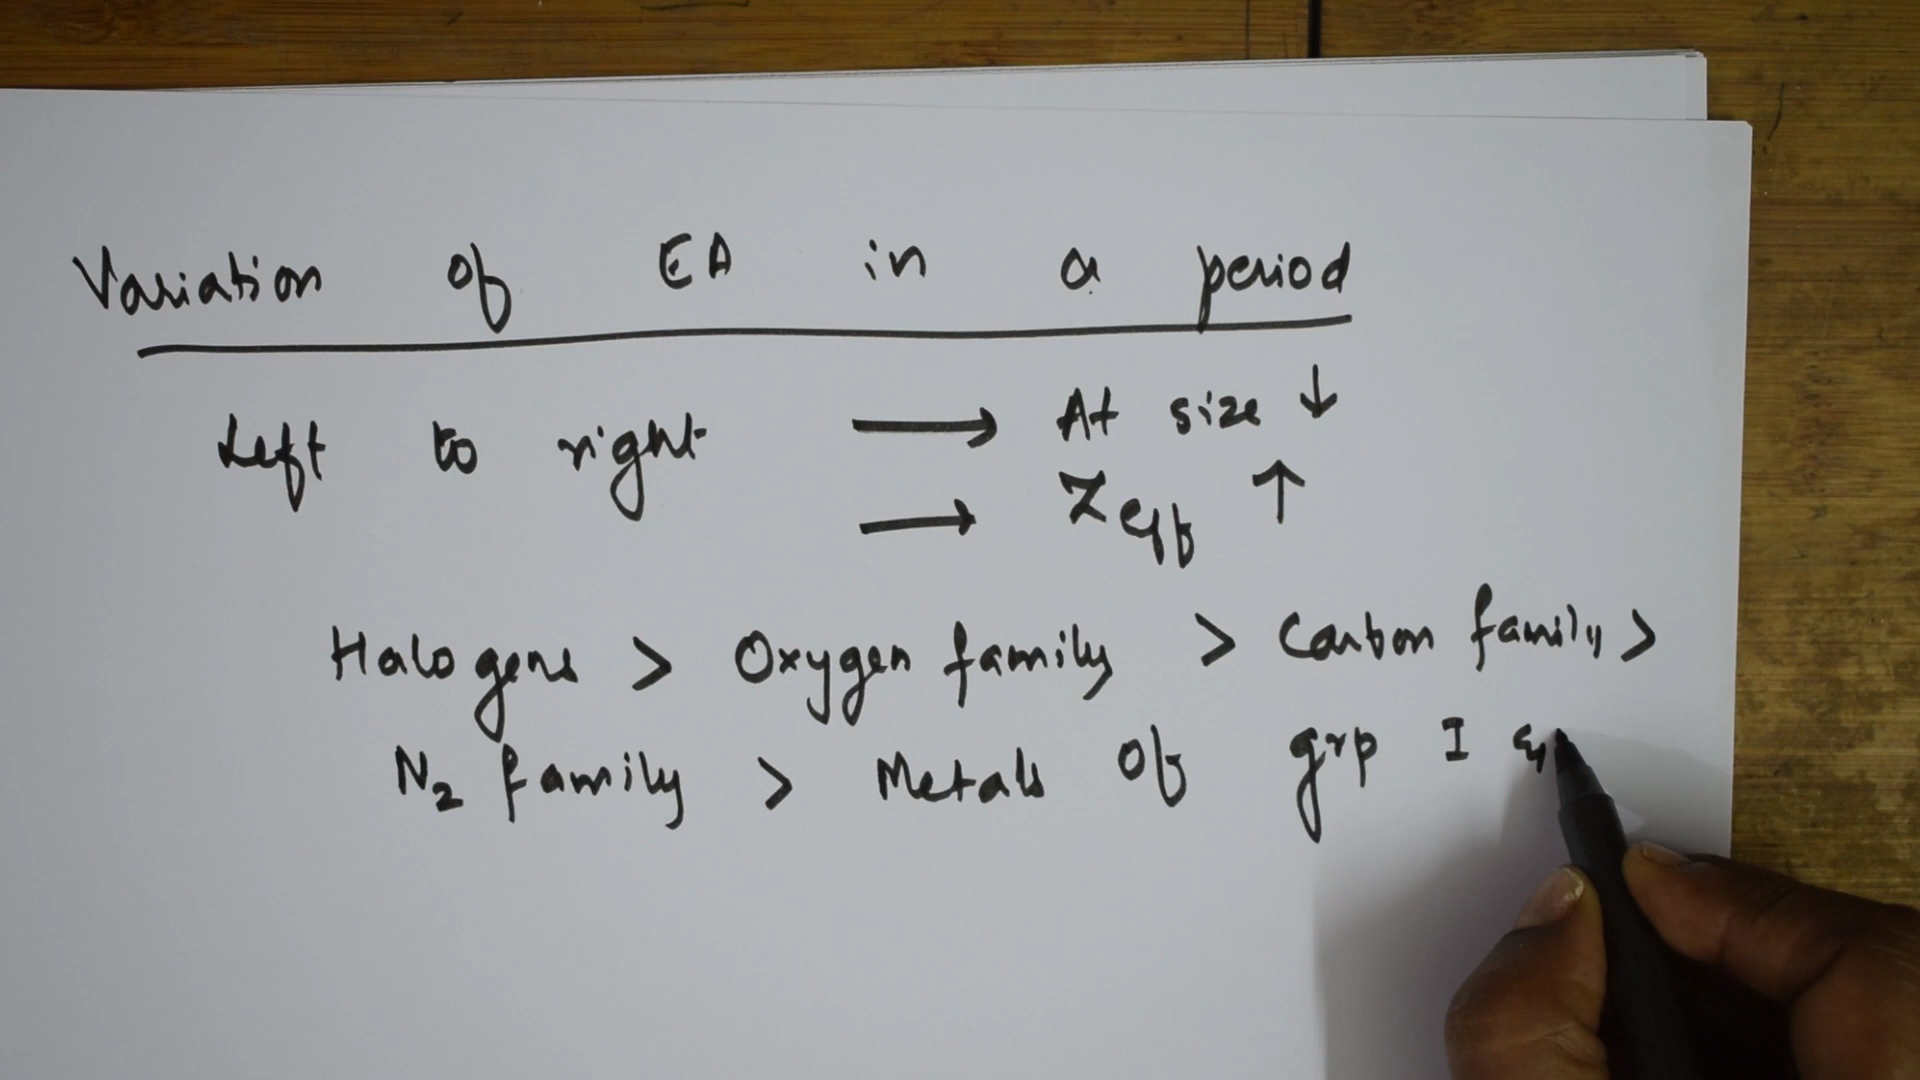 Variation of EA in a period
Left to right → At size ↓
→ Zeff ↑
Halogens > Oxygen family > Carbon family >
N2 family > Metals of grp I &